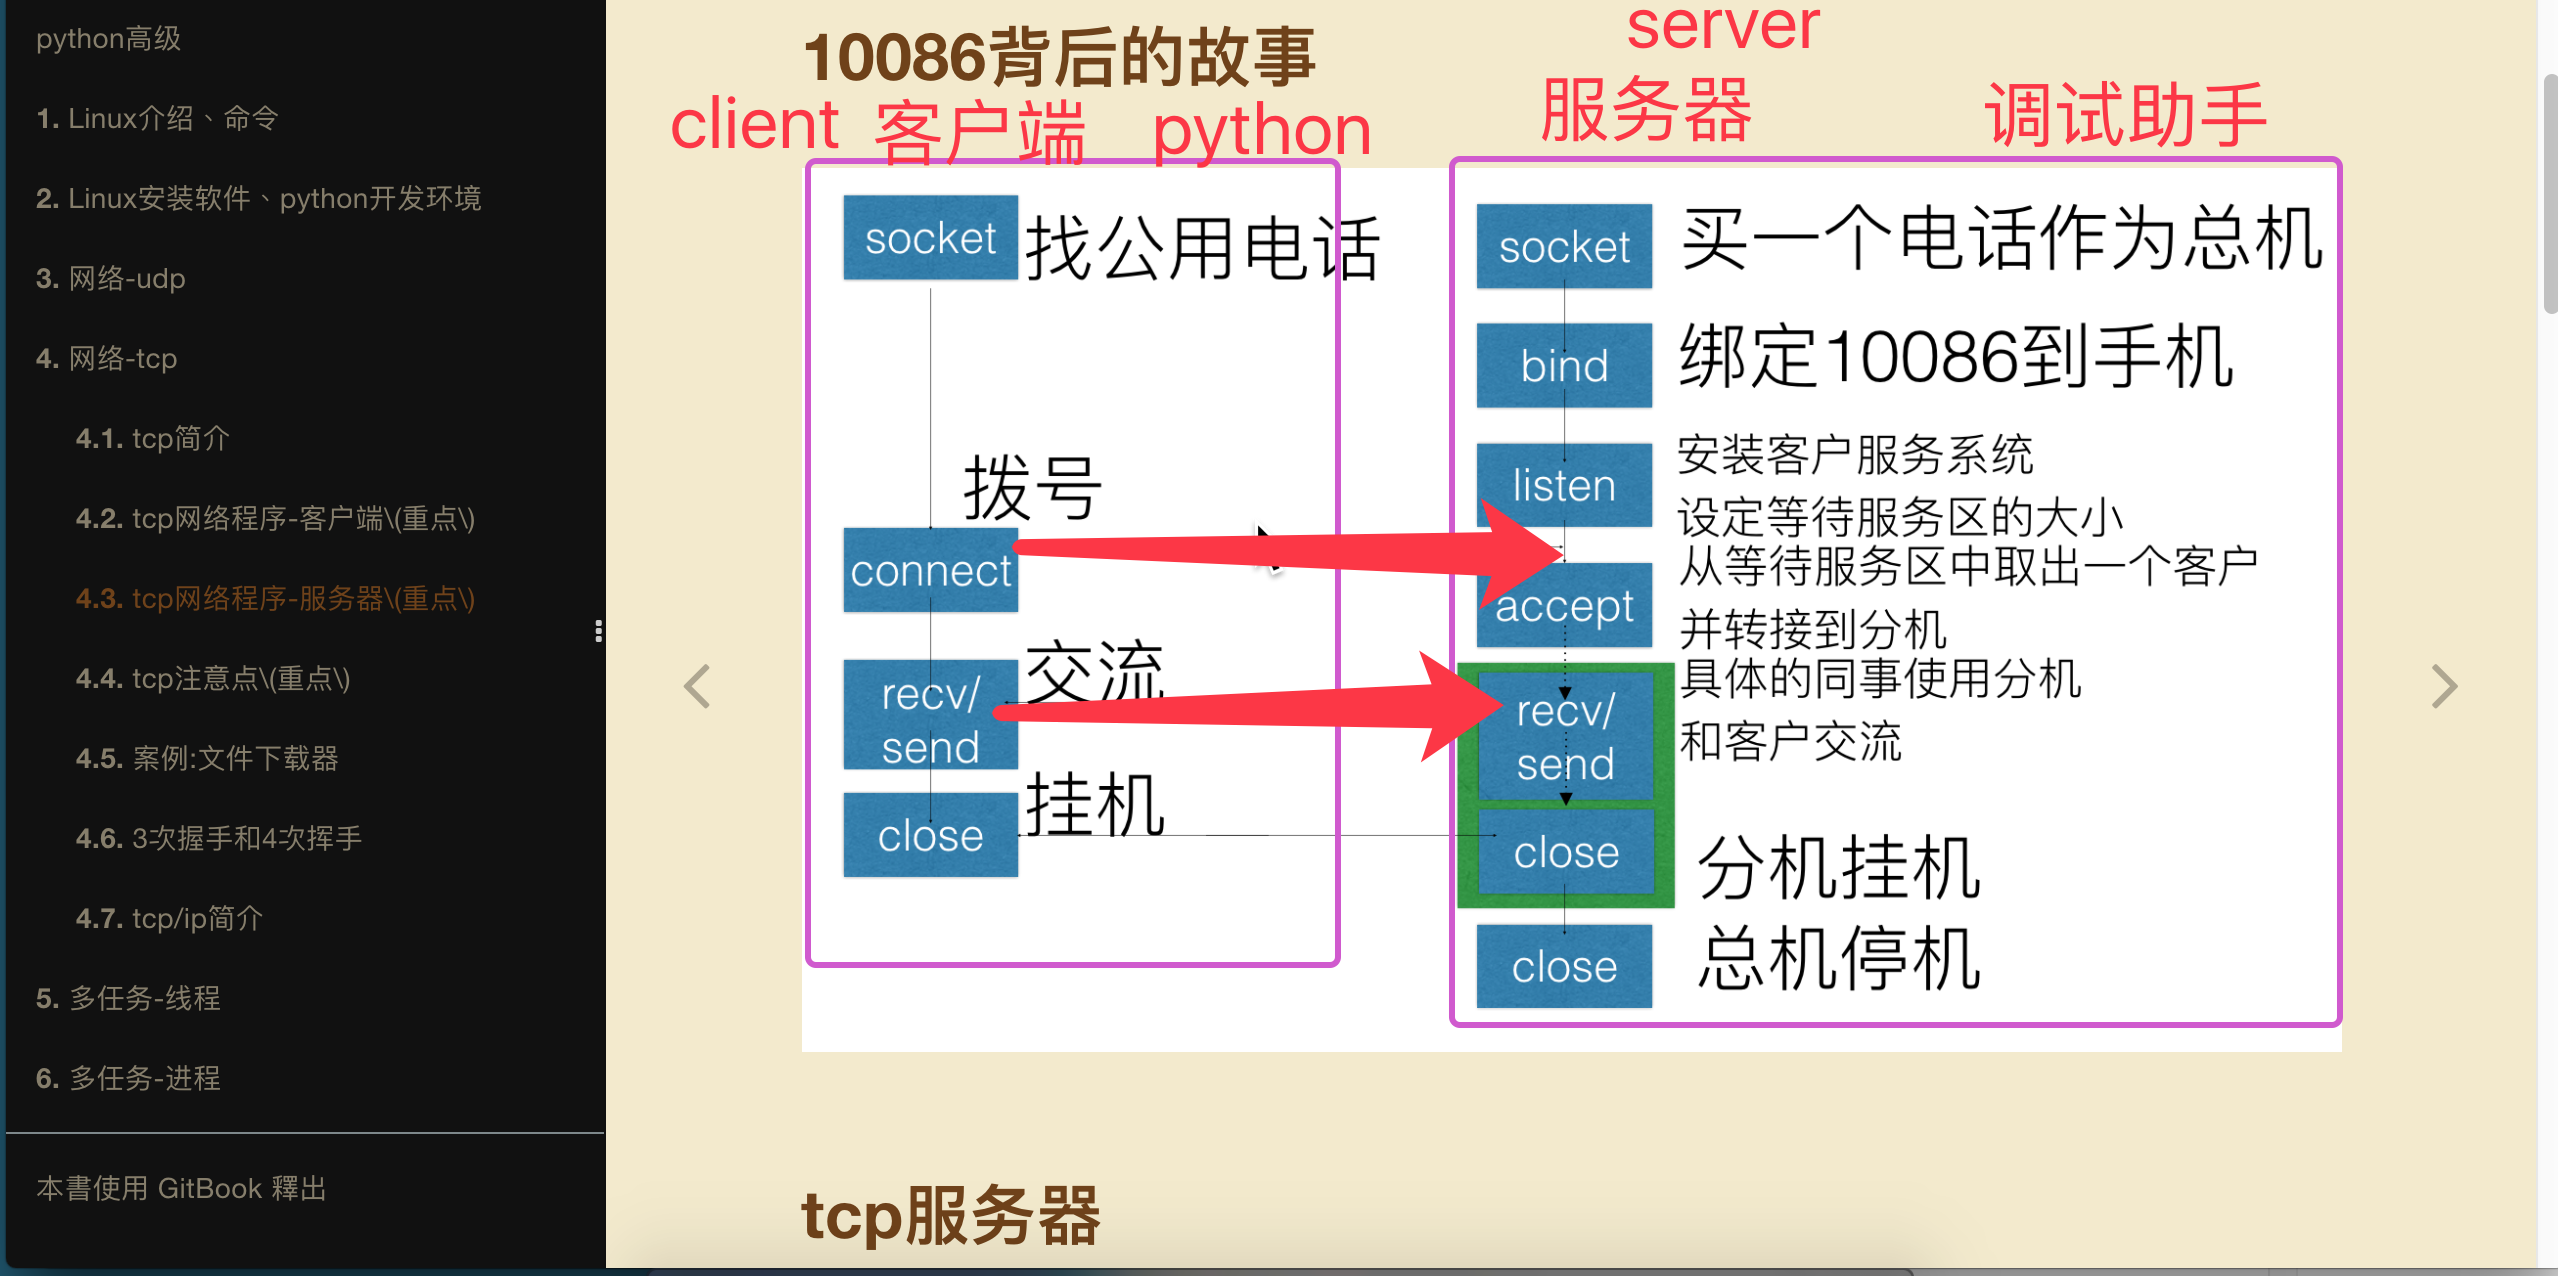 python高级
1. Linux介绍、命令
2. Linux安装软件、python开发环境
3. 网络-udp
4. 网络-tcp
4.1. tcp简介
4.2. tcp网络程序-客户端\(重点\)
4.3. tcp网络程序-服务器\(重点\)
4.4. tcp注意点\(重点\)
4.5. 案例:文件下载器
4.6. 3次握手和4次挥手
4.7. tcp/ip简介
5. 多任务-线程
6. 多任务-进程
本書使用 GitBook 釋出
10086背后的故事
client 客户端 python
server
服务器 调试助手
socket 找公用电话
拨号
connect
交流
recv/
send
挂机
close
socket 买一个电话作为总机
bind 绑定10086到手机
listen 安装客户服务系统
设定等待服务区的大小
从等待服务区中取出一个客户
accept 并转接到分机
具体的同事使用分机
recv/
send 和客户交流
close 分机挂机
close 总机停机
tcp服务器